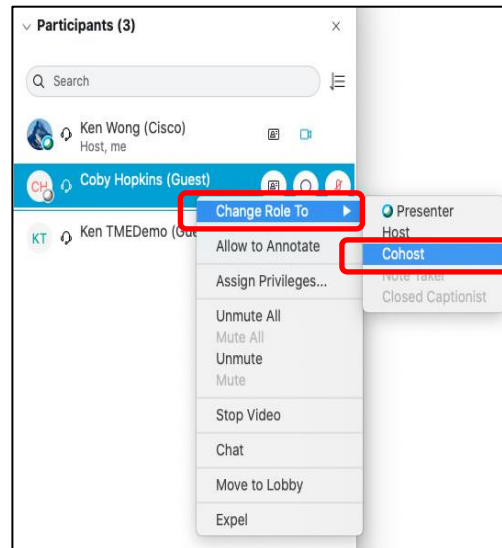 Participants (3)
Search
Ken Wong (Cisco)
Host, me
CH Coby Hopkins (Guest)
KT Ken TMEDemo (Gue
Change Role To
Allow to Annotate
Assign Privileges...
Unmute All
Mute All
Unmute
Mute
Stop Video
Chat
Move to Lobby
Expel
Presenter
Host
Cohost
Note Taker
Closed Captionist